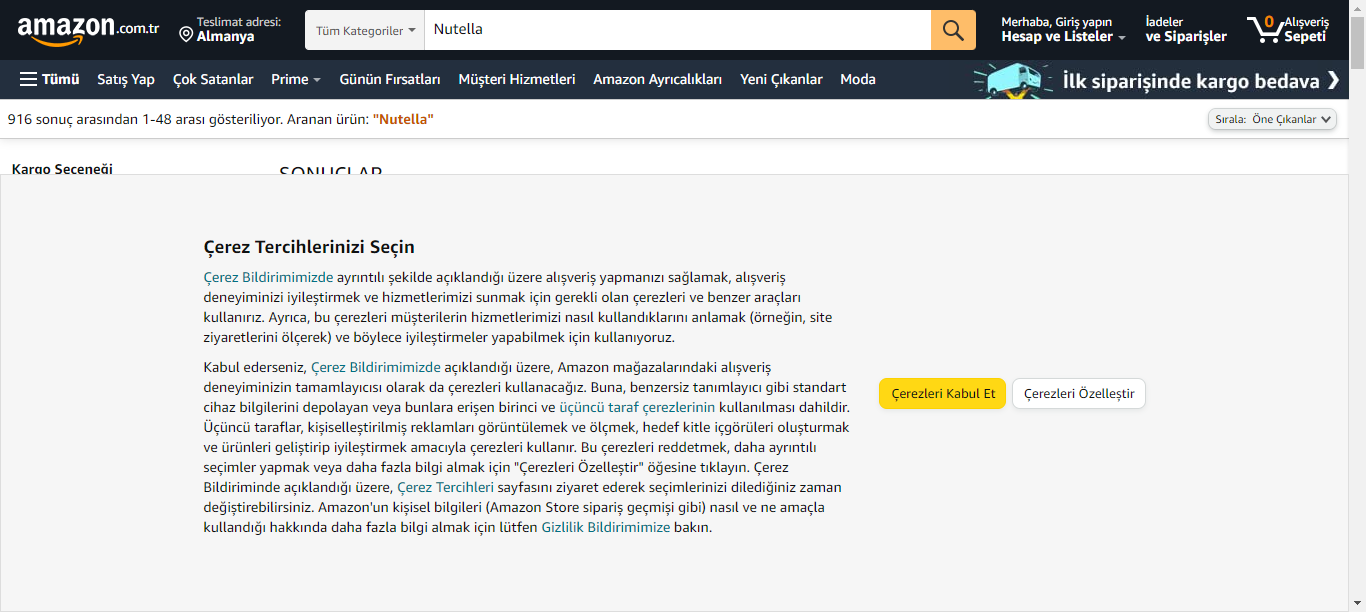 amazon.com.tr
Teslimat adresi:
Almanya
Tüm Kategoriler
Nutella
Merhaba, Giriş yapın
Hesap ve Listeler
İadeler
ve Siparişler
0
Alışveriş
Sepeti
Tümü
Satış Yap
Çok Satanlar
Prime
Günün Fırsatları
Müşteri Hizmetleri
Amazon Ayrıcalıkları
Yeni Çıkanlar
Moda
İlk siparişinde kargo bedava
916 sonuç arasından 1-48 arası gösteriliyor. Aranan ürün: "Nutella"
Sırala: Öne Çıkanlar
Kargo Seçeneği
SONUÇLAR
Çerez Tercihlerinizi Seçin
Çerez Bildirimimizde ayrıntılı şekilde açıklandığı üzere alışveriş yapmanızı sağlamak, alışveriş
deneyiminizi iyileştirmek ve hizmetlerimizi sunmak için gerekli olan çerezleri ve benzer araçları
kullanırız. Ayrıca, bu çerezleri müşterilerin hizmetlerimizi nasıl kullandıklarını anlamak (örneğin, site
ziyaretlerini ölçerek) ve böylece iyileştirmeler yapabilmek için kullanıyoruz.
Kabul ederseniz, Çerez Bildirimimizde açıklandığı üzere, Amazon mağazalarındaki alışveriş
deneyiminizin tamamlayıcısı olarak da çerezleri kullanacağız. Buna, benzersiz tanımlayıcı gibi standart
cihaz bilgilerini depolayan veya bunlara erişen birinci ve üçüncü taraf çerezlerinin kullanılması dahildir.
Üçüncü taraflar, kişiselleştirilmiş reklamları görüntülemek ve ölçmek, hedef kitle içgörüleri oluşturmak
ve ürünleri geliştirip iyileştirmek amacıyla çerezleri kullanır. Bu çerezleri reddetmek, daha ayrıntılı
seçimler yapmak veya daha fazla bilgi almak için "Çerezleri Özelleştir" öğesine tıklayın. Çerez
Bildiriminde açıklandığı üzere, Çerez Tercihleri sayfasını ziyaret ederek seçimlerinizi dilediğiniz zaman
değiştirebilirsiniz. Amazon'un kişisel bilgileri (Amazon Store sipariş geçmişi gibi) nasıl ve ne amaçla
kullandığı hakkında daha fazla bilgi almak için lütfen Gizlilik Bildirimimize bakın.
Çerezleri Kabul Et
Çerezleri Özelleştir